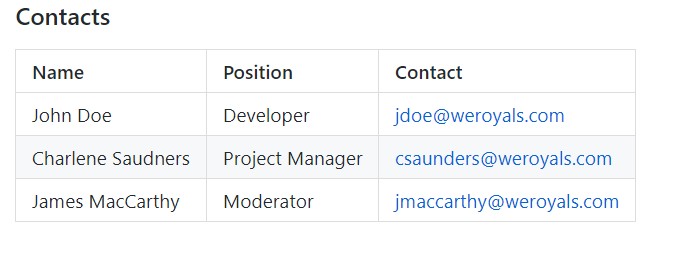 Contacts
Name Position Contact
John Doe Developer jdoe@weroyals.com
Charlene Saudners Project Manager csaunders@weroyals.com
James MacCarthy Moderator jmaccarthy@weroyals.com